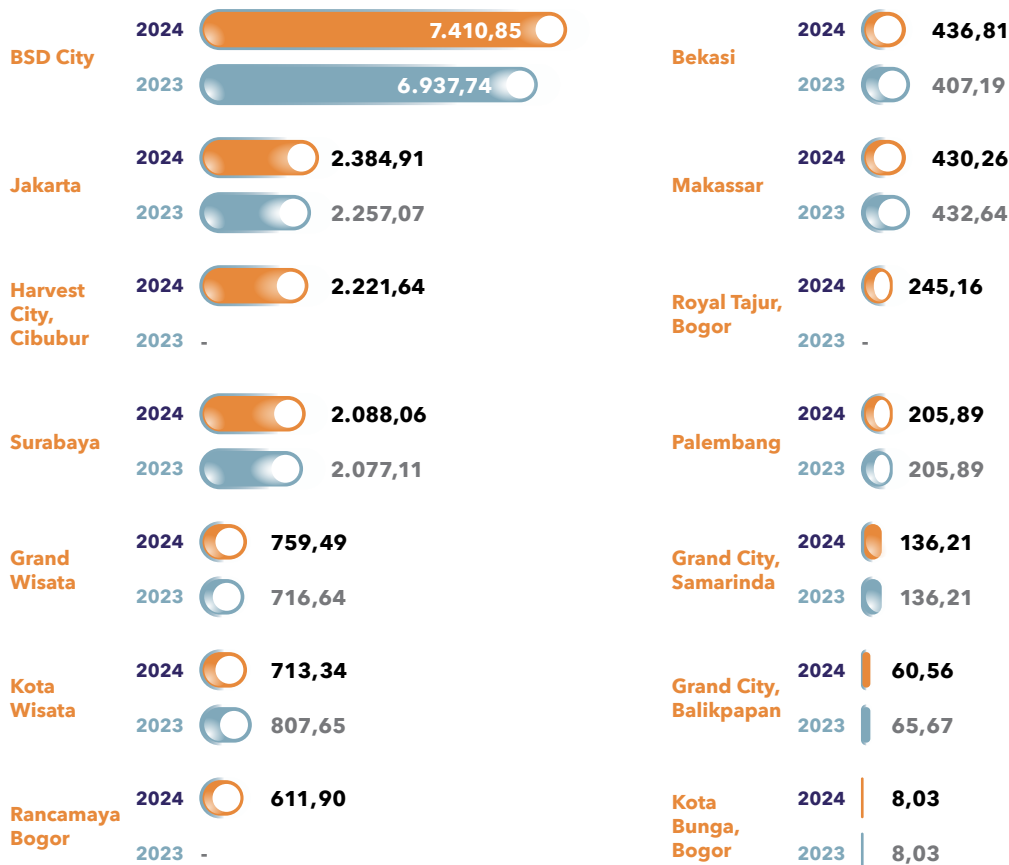 BSD City
2024 7.410,85
2023 6.937,74
Jakarta
2024 2.384,91
2023 2.257,07
Harvest
City,
Cibubur
2024 2.221,64
2023 -
Surabaya
2024 2.088,06
2023 2.077,11
Grand
Wisata
2024 759,49
2023 716,64
Kota
Wisata
2024 713,34
2023 807,65
Rancamaya
Bogor
2024 611,90
2023 -
Bekasi
2024 436,81
2023 407,19
Makassar
2024 430,26
2023 432,64
Royal Tajur,
Bogor
2024 245,16
2023 -
Palembang
2024 205,89
2023 205,89
Grand City,
Samarinda
2024 136,21
2023 136,21
Grand City,
Balikpapan
2024 60,56
2023 65,67
Kota
Bunga,
Bogor
2024 8,03
2023 8,03